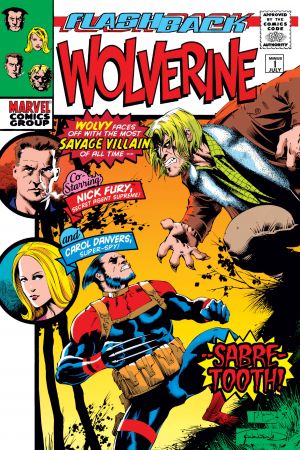 FLASHBACK
WOLVERINE
APPROVED
BY THE
COMICS
CODE
AUTHORITY
MINUS
1
JULY
MARVEL
COMICS
GROUP
WOLVY FACES
OFF WITH THE MOST
SAVAGE VILLAIN
OF ALL TIME --
Co-
Starring:
NICK FURY,
SECRET AGENT SUPREME!
and
CAROL DANVERS,
SUPER-SPY!
--SABRE-
TOOTH!